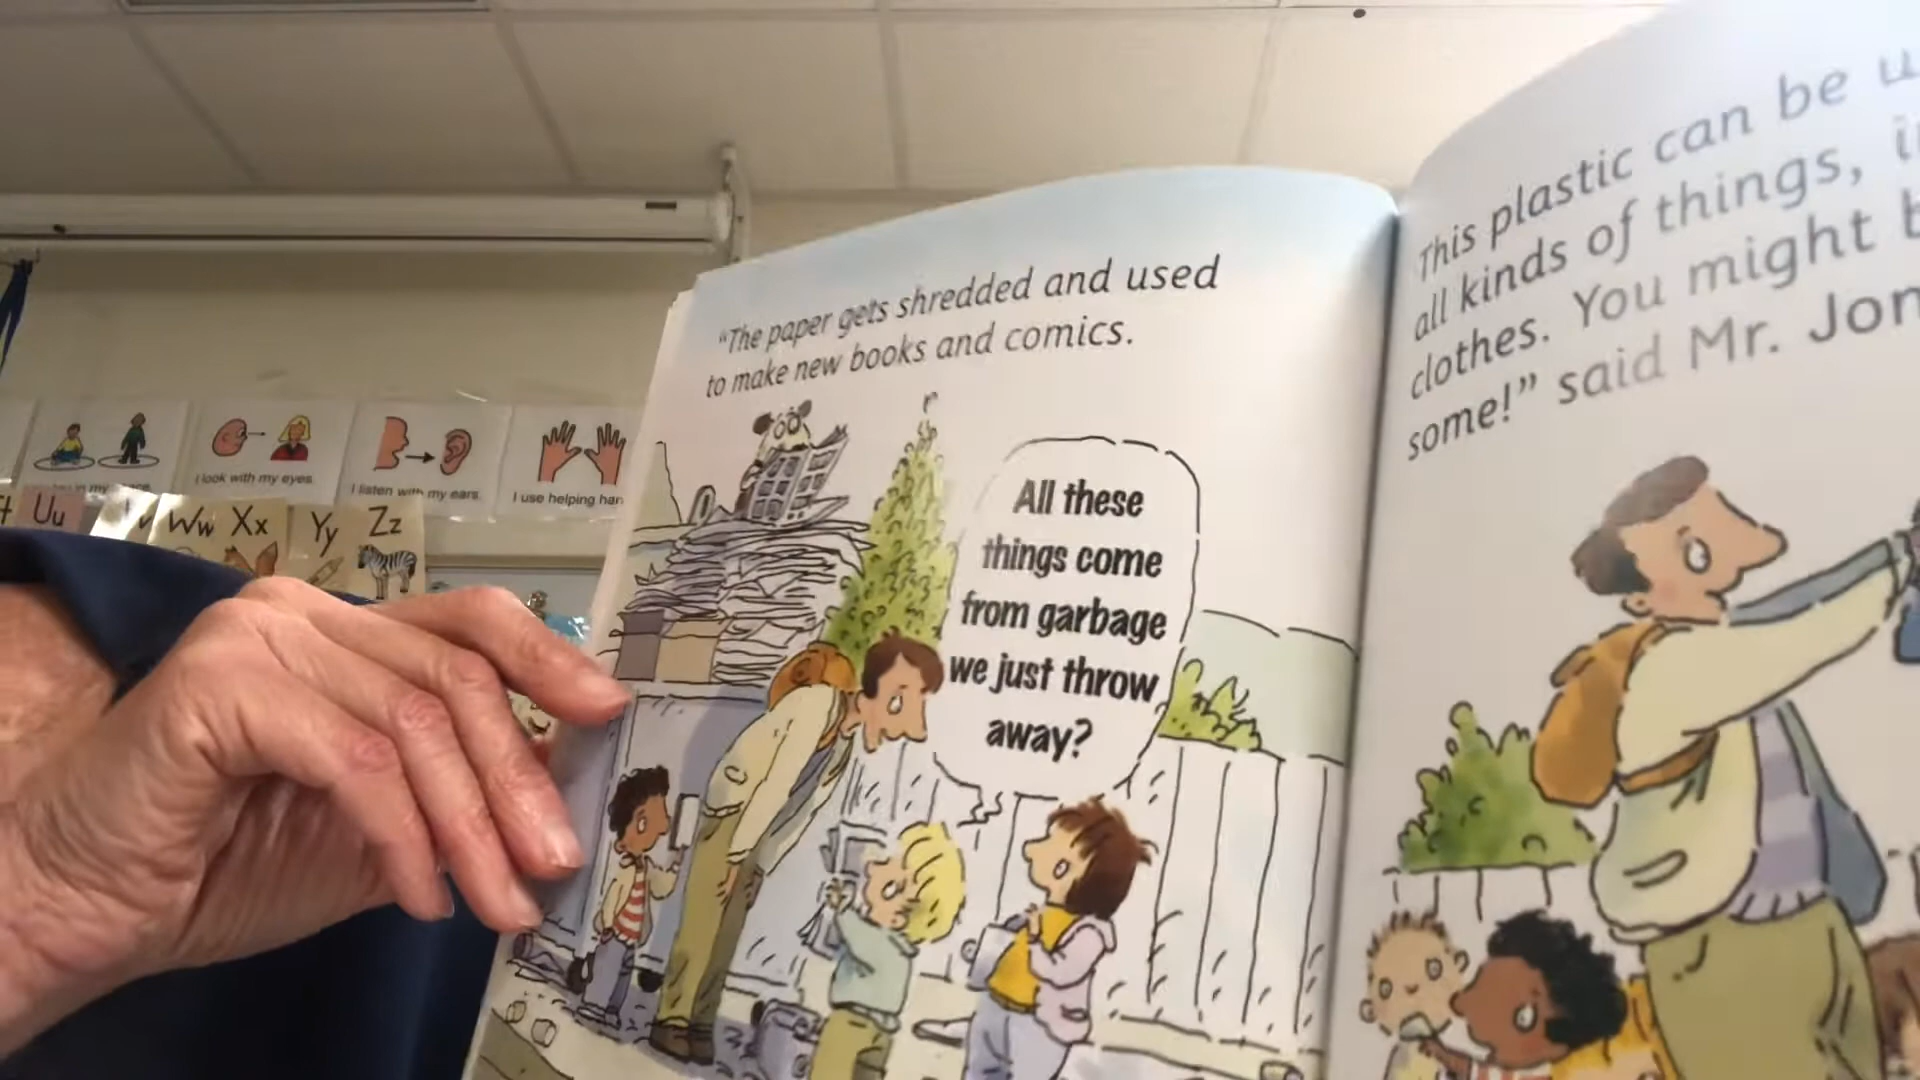 "The paper gets shredded and used
to make new books and comics.
All these
things come
from garbage
we just throw
away?
This plastic can be
all kinds of things,
clothes. You might
some!" said Mr.
I look with my eyes
I listen with my ears.
I use helping
Uu
Ww
Xx
Yy
Zz